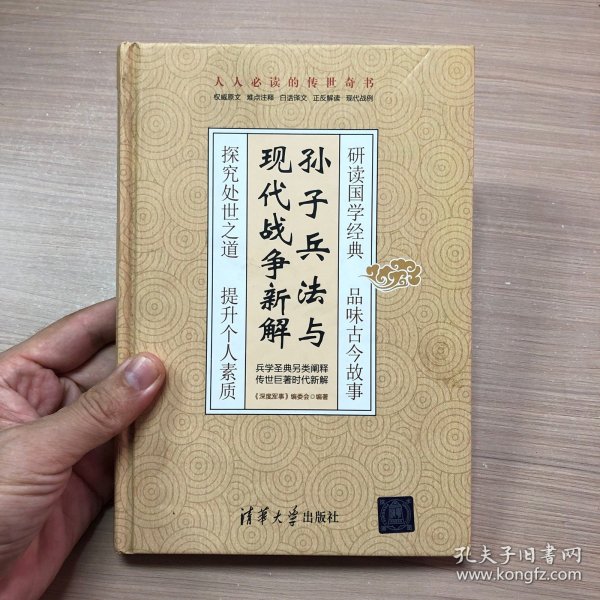 人人必读的传世奇书
权威原文 难点注释 白话译文 正反解读 现代战例
研读国学经典 品味古今故事
孙子兵法与
现代战争新解
探究处世之道 提升个人素质
兵学圣典另类阐释
传世巨著时代新解
《深度军事》编委会◎编著
清华大学出版社
孔夫子旧书网
www.kongfz.com